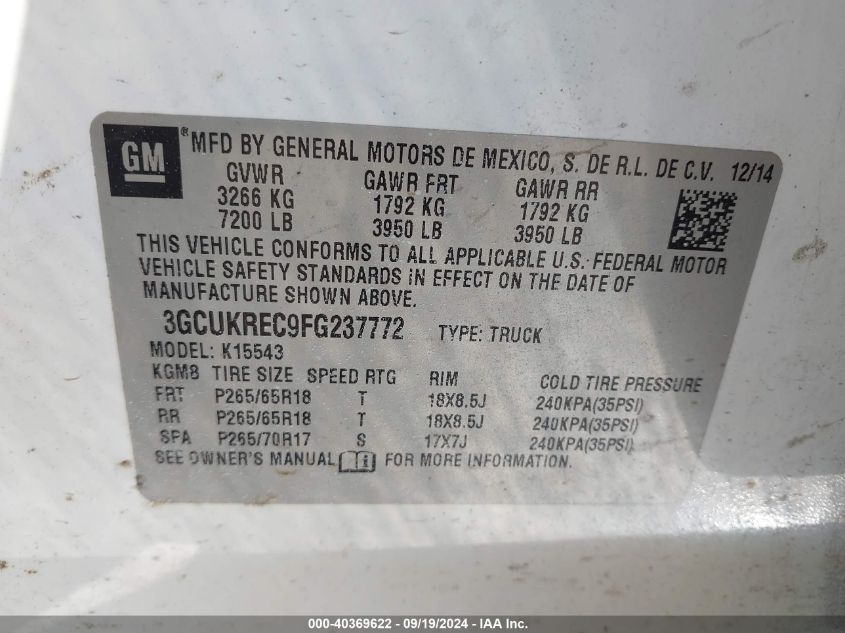 GM ® MFD BY GENERAL MOTORS DE MEXICO, S. DE R.L. DE C.V. 12/14
GVWR GAWR FRT GAWR RR
3266 KG 1792 KG 1792 KG
7200 LB 3950 LB 3950 LB
THIS VEHICLE CONFORMS TO ALL APPLICABLE U.S. FEDERAL MOTOR
VEHICLE SAFETY STANDARDS IN EFFECT ON THE DATE OF
MANUFACTURE SHOWN ABOVE.
3GCUKREC9FG237772 TYPE: TRUCK
MODEL: K15543
KGM8 TIRE SIZE SPEED RTG RIM COLD TIRE PRESSURE
FRT P265/65R18 T 18X8.5J 240KPA(35PSI)
RR P265/65R18 T 18X8.5J 240KPA(35PSI)
SPA P265/70R17 S 17X7J 240KPA(35PSI)
SEE OWNER'S MANUAL FOR MORE INFORMATION.
000-40369622 - 09/19/2024 - IAA Inc.